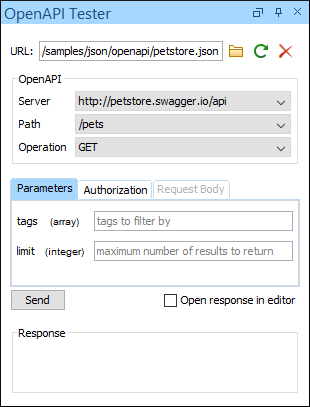 OpenAPI Tester
URL: /samples/json/openapi/petstore.json
OpenAPI
Server http://petstore.swagger.io/api
Path /pets
Operation GET
Parameters Authorization Request Body
tags (array) tags to filter by
limit (integer) maximum number of results to return
Send Open response in editor
Response